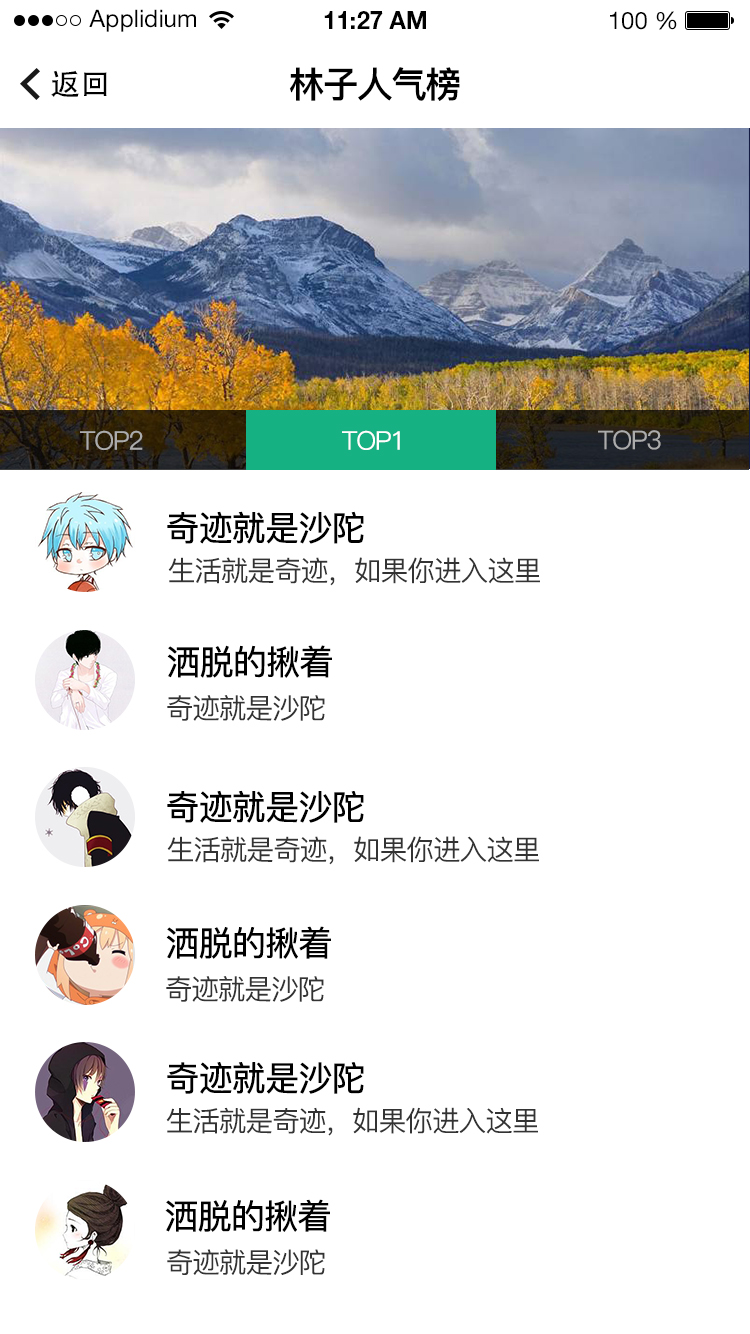 Applidium 11:27 AM 100 %
返回 林子人气榜
TOP2 TOP1 TOP3
奇迹就是沙陀
生活就是奇迹，如果你进入这里
洒脱的揪着
奇迹就是沙陀
奇迹就是沙陀
生活就是奇迹，如果你进入这里
洒脱的揪着
奇迹就是沙陀
奇迹就是沙陀
生活就是奇迹，如果你进入这里
洒脱的揪着
奇迹就是沙陀